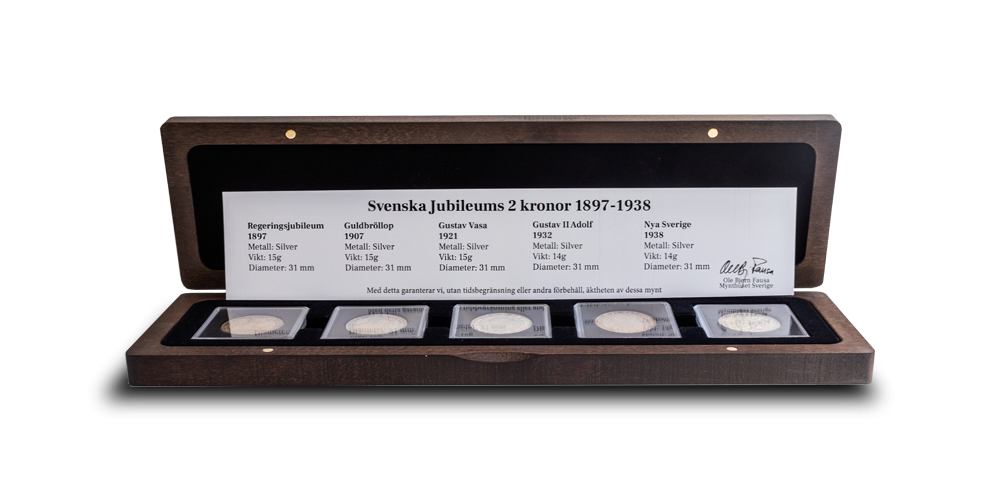 Svenska Jubileums 2 kronor 1897-1938
Regeringsjubileum
1897
Metall: Silver
Vikt: 15g
Diameter: 31 mm
Guldbröllop
1907
Metall: Silver
Vikt: 15g
Diameter: 31 mm
Gustav Vasa
1921
Metall: Silver
Vikt: 15g
Diameter: 31 mm
Gustav II Adolf
1932
Metall: Silver
Vikt: 14g
Diameter: 31 mm
Nya Sverige
1938
Metall: Silver
Vikt: 14g
Diameter: 31 mm
Ole Bjørn Fausa
Mynthuset Sverige
Med detta garanterar vi, utan tidsbegränsning eller andra förbehåll, äktheten av dessa mynt